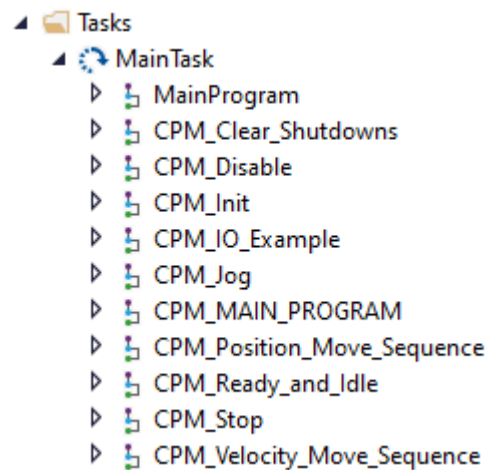 Tasks
MainTask
MainProgram
CPM_Clear_Shutdowns
CPM_Disable
CPM_Init
CPM_IO_Example
CPM_Jog
CPM_MAIN_PROGRAM
CPM_Position_Move_Sequence
CPM_Ready_and_Idle
CPM_Stop
CPM_Velocity_Move_Sequence